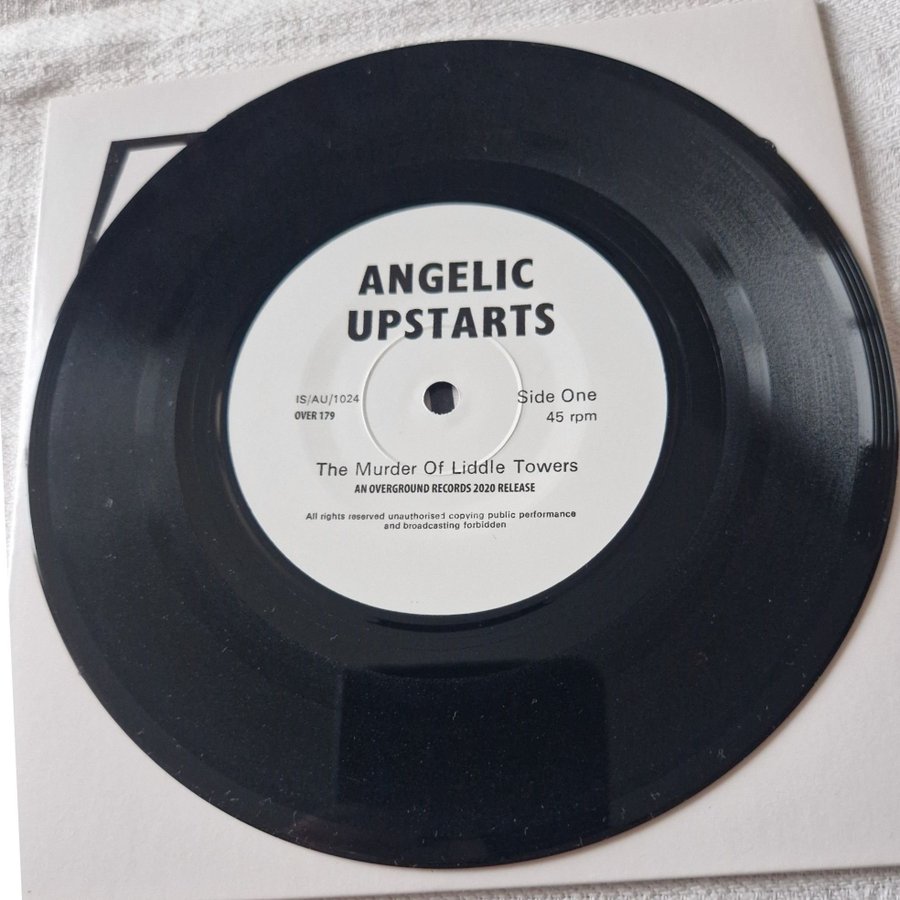 ANGELIC
UPSTARTS
IS/AU/1024
OVER 179
Side One
45 rpm
The Murder Of Liddle Towers
AN OVERGROUND RECORDS 2020 RELEASE
All rights reserved unauthorised copying public performance
and broadcasting forbidden